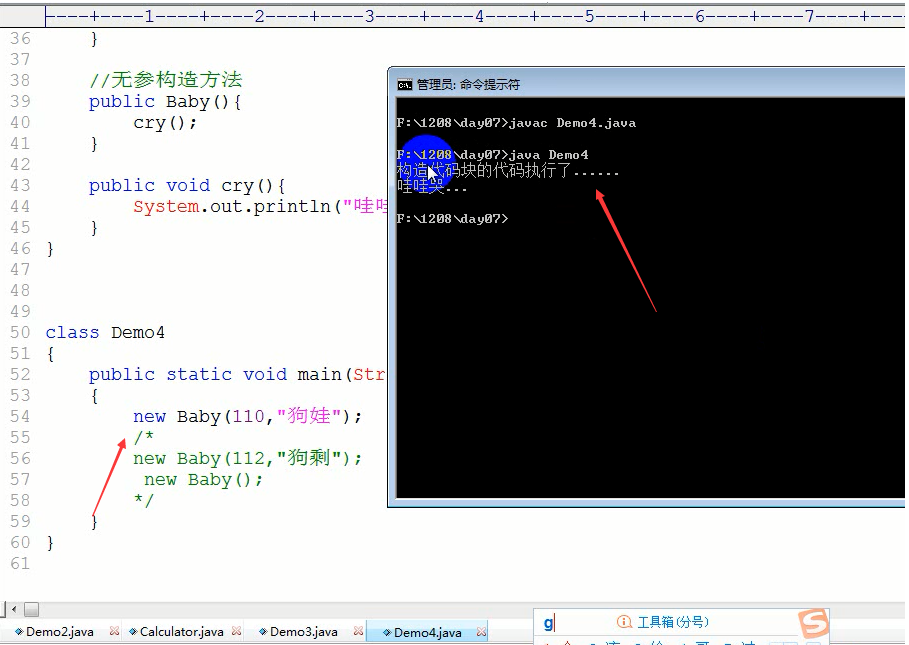 ----+----1----+----2----+----3----+----4----+----5----+----6----+----7----+--
36 }
37
38 //无参构造方法
39 public Baby(){
40 cry();
41 }
42
43 public void cry(){
44 System.out.println("哇
45 }
46 }
47
48
49
50 class Demo4
51 {
52 public static void main(Str
53 {
54 new Baby(110,"狗娃");
55 /*
56 new Baby(112,"狗剩");
57 new Baby();
58 */
59 }
60 }
61
管理员: 命令提示符
F:\1208\day07>javac Demo4.java
F:\1208\day07>java Demo4
构造代码块的代码执行了......
哇哇哭...
F:\1208\day07>
Demo2.java Calculator.java Demo3.java Demo4.java
g 工具箱(分号)
S